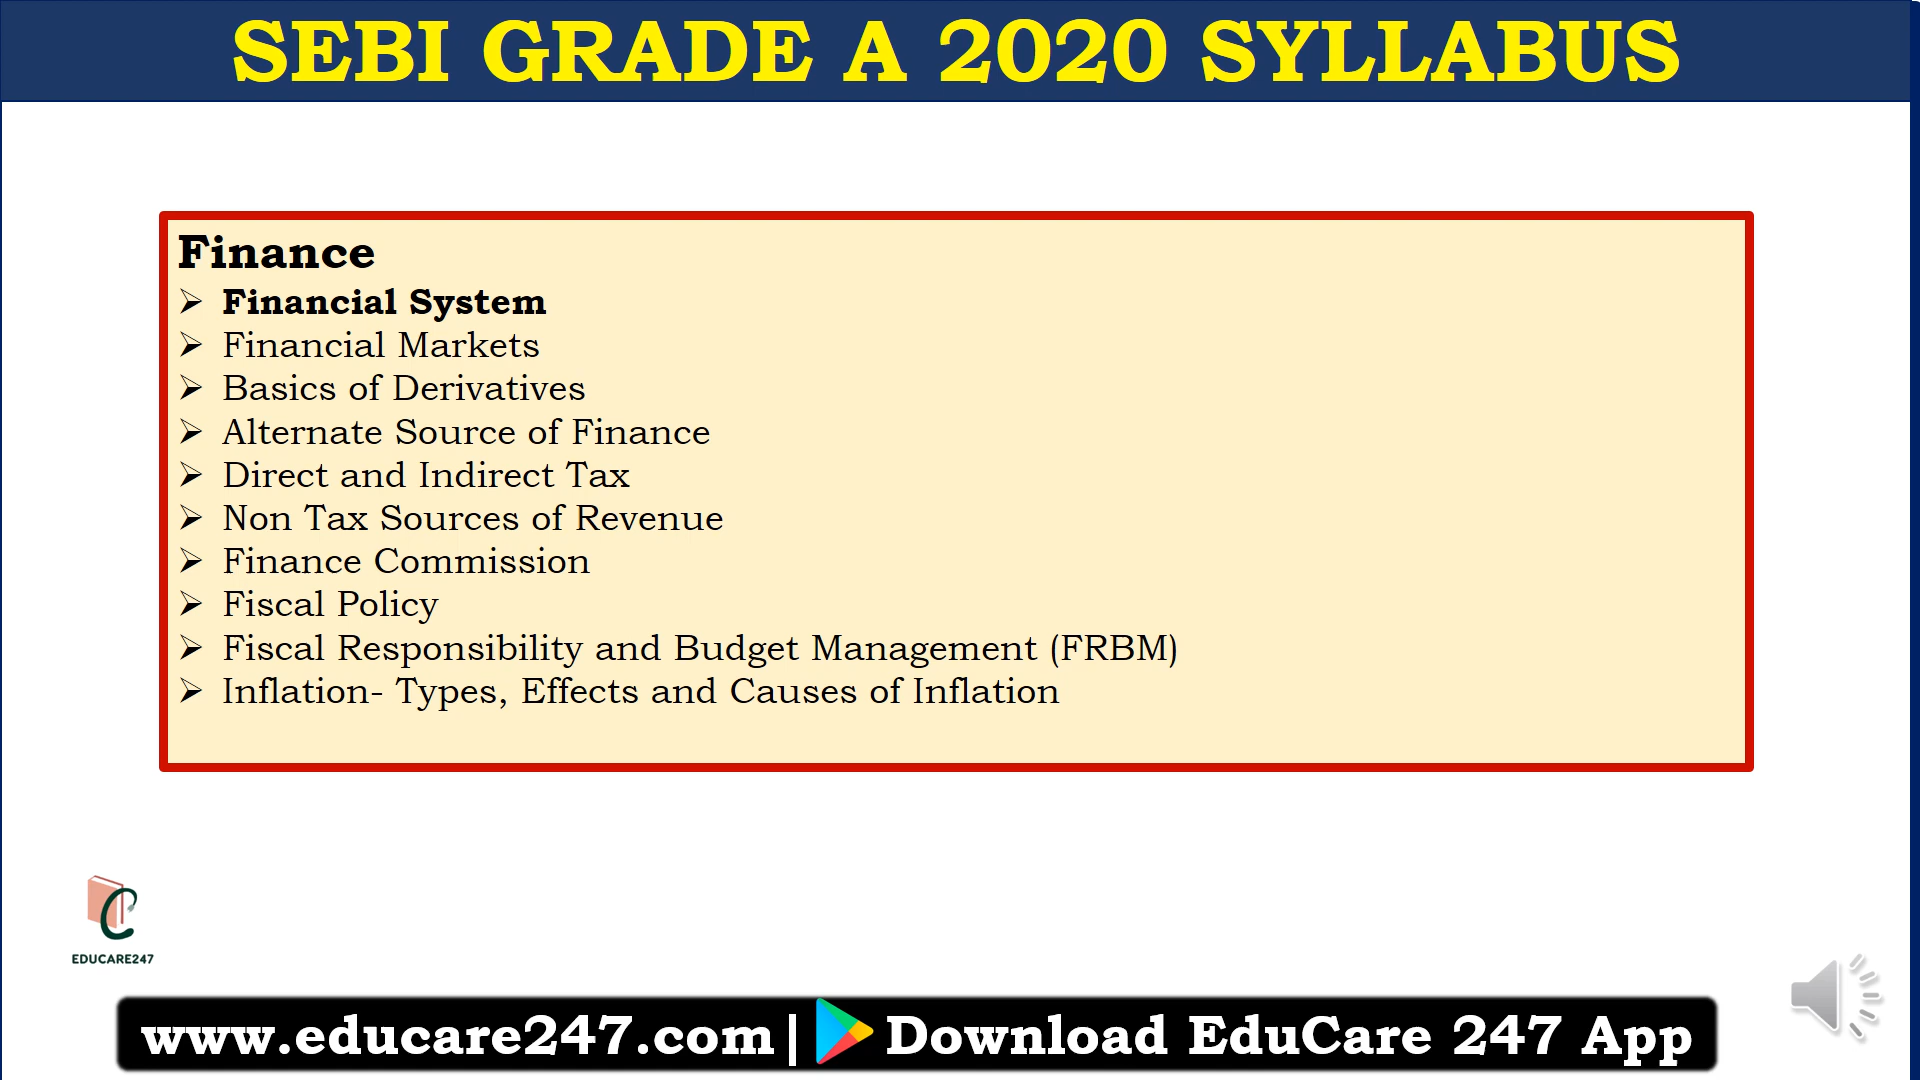 SEBI GRADE A 2020 SYLLABUS
Finance
➢ Financial System
➢ Financial Markets
➢ Basics of Derivatives
➢ Alternate Source of Finance
➢ Direct and Indirect Tax
➢ Non Tax Sources of Revenue
➢ Finance Commission
➢ Fiscal Policy
➢ Fiscal Responsibility and Budget Management (FRBM)
➢ Inflation- Types, Effects and Causes of Inflation
EDUCARE247
www.educare247.com| Download EduCare 247 App